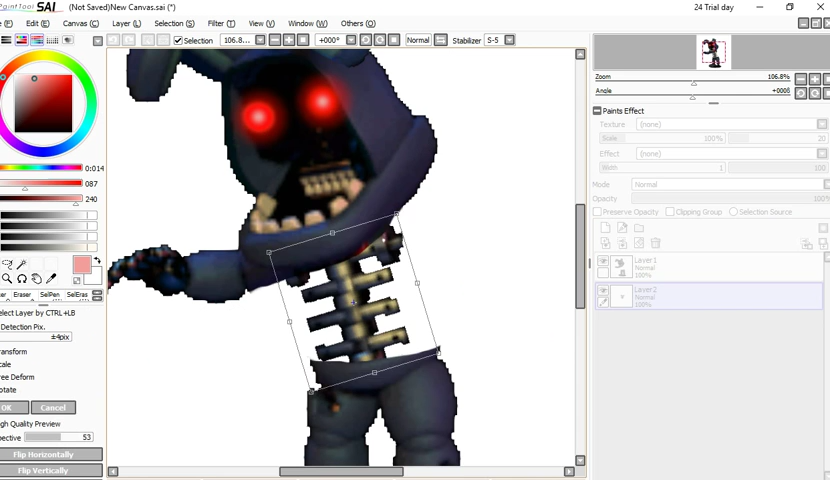 PaintTool SAI (Not Saved)New Canvas.sai (*) 24 Trial day
(F) Edit (E) Canvas (C) Layer (L) Selection (S) Filter (T) View (V) Window (W) Others (O)
Selection 106.8... +000° Normal Stabilizer S-5
Zoom 106.8%
Angle +000δ
Paints Effect
Texture (none)
Scale 100% 20
Effect (none)
Width 1 100
Mode Normal
Opacity 100%
Preserve Opacity Clipping Group Selection Source
Layer1
Normal
100%
Layer2
Normal
100%
0:014
087
240
Eraser SelPen SelEras
elect Layer by CTRL+LB
Detection Pix.
±4pix
ransform
cale
ree Deform
otate
OK Cancel
igh Quality Preview
pective 53
Flip Horizontally
Flip Vertically